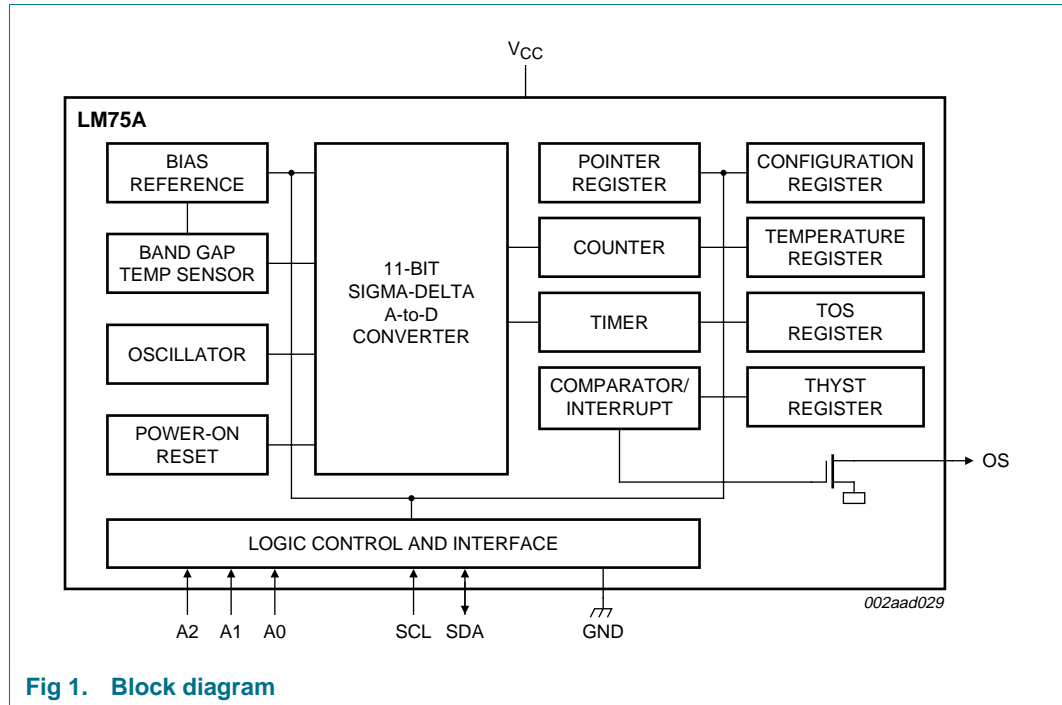 VCC
LM75A
BIAS
REFERENCE
BAND GAP
TEMP SENSOR
OSCILLATOR
POWER-ON
RESET
11-BIT
SIGMA-DELTA
A-to-D
CONVERTER
POINTER
REGISTER
COUNTER
TIMER
COMPARATOR/
INTERRUPT
CONFIGURATION
REGISTER
TEMPERATURE
REGISTER
TOS
REGISTER
THYST
REGISTER
OS
LOGIC CONTROL AND INTERFACE
002aad029
A2 A1 A0 SCL SDA GND
Fig 1. Block diagram